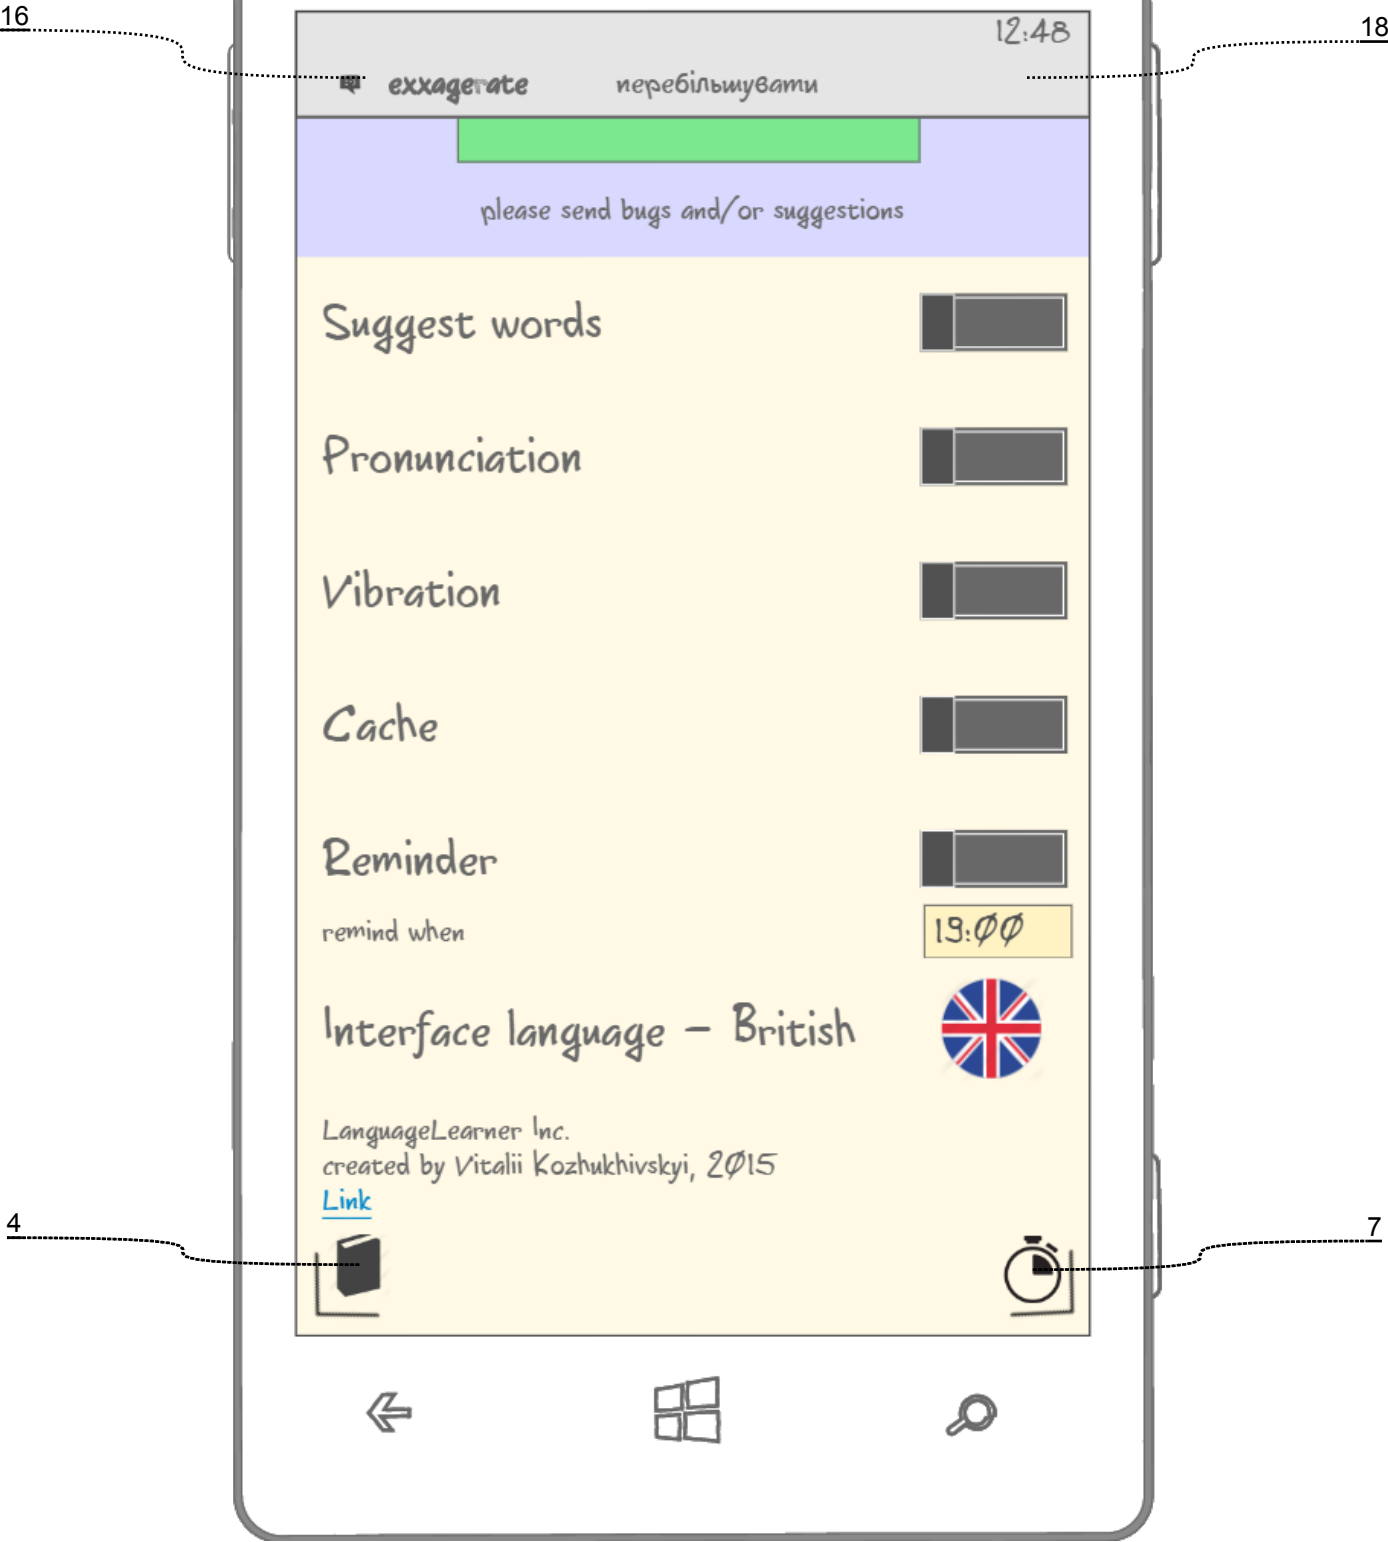 16
12:48
18
exxagerate перебільшувати
please send bugs and/or suggestions
Suggest words
Pronunciation
Vibration
Cache
Reminder
remind when 19:00
Interface language - British
LanguageLearner Inc.
created by Vitalii Kozhukhivskyi, 2015
Link
4
7